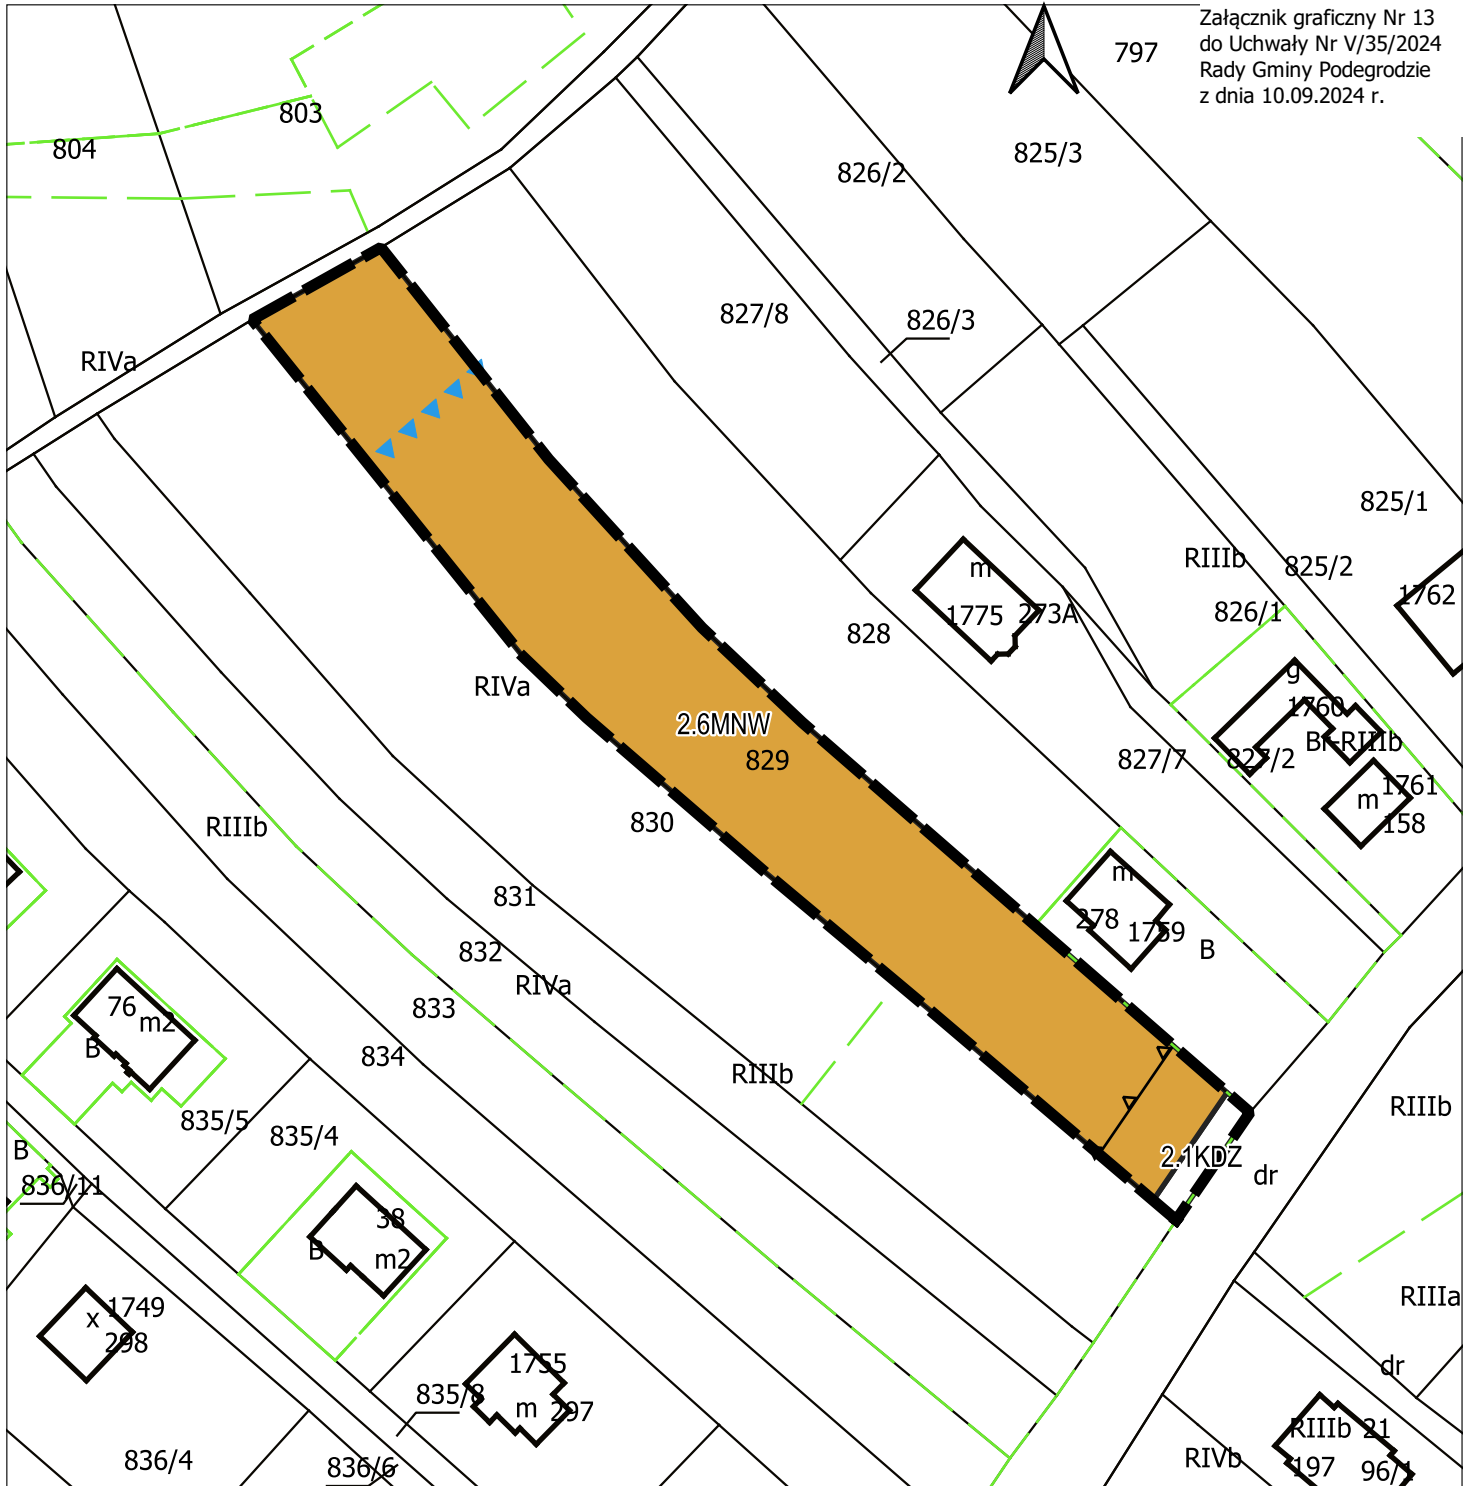 Załącznik graficzny Nr 13
do Uchwały Nr V/35/2024
Rady Gminy Podegrodzie
z dnia 10.09.2024 r.
797
803
804
825/3
826/2
827/8
826/3
RIVa
825/1
RIIIb
825/2
m
1762
1775
273A
826/1
828
g
RIVa
1760
2.6MNW
Br-RIIIb
829
827/7
827/2
1761
m
158
830
RIIIb
m
831
278
1759
832
B
RIVa
76
833
m2
B
834
RIIIb
RIIIb
835/5
835/4
B
2.1KDZ
dr
836/11
38
B
m2
RIIIa
1749
x
298
1755
dr
835/8
m
297
RIIIb
21
836/4
836/6
RIVb
197
96/1